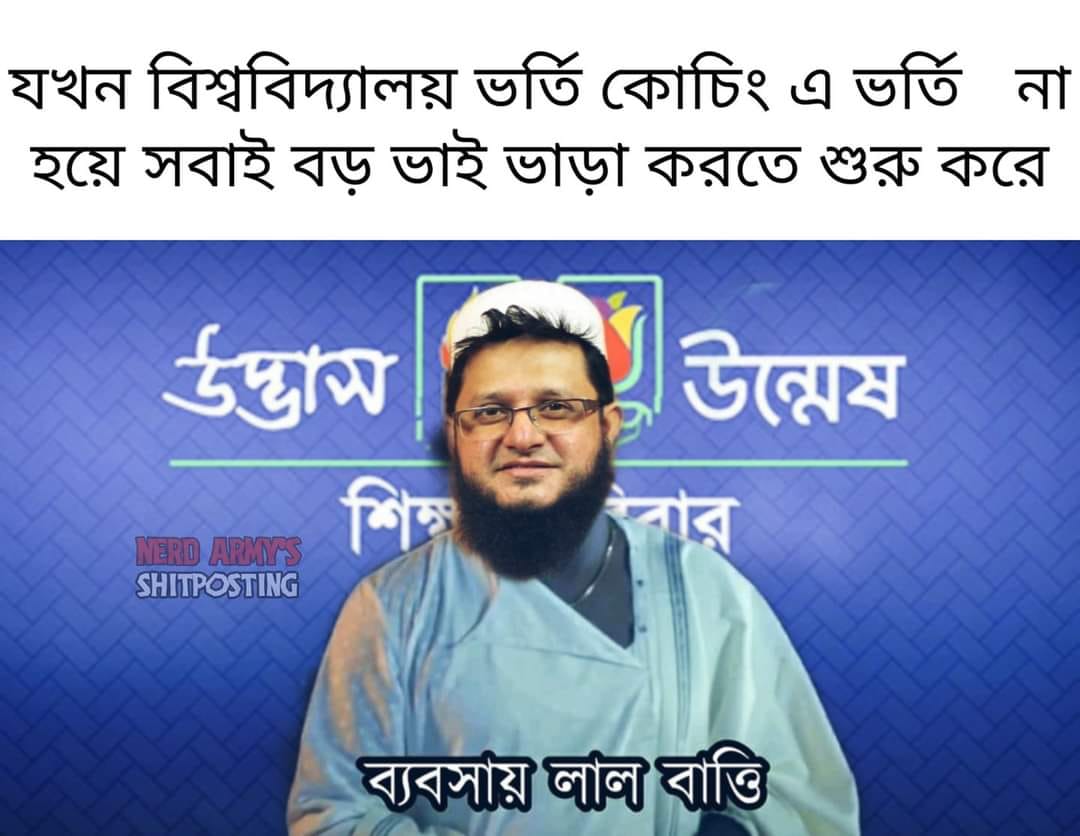 যখন বিশ্ববিদ্যালয় ভর্তি কোচিং এ ভর্তি না
হয়ে সবাই বড় ভাই ভাড়া করতে শুরু করে
উদ্ভাস উন্মেষ
NERD ARMY'S
SHITPOSTING
ব্যবসায় লাল বাত্তি